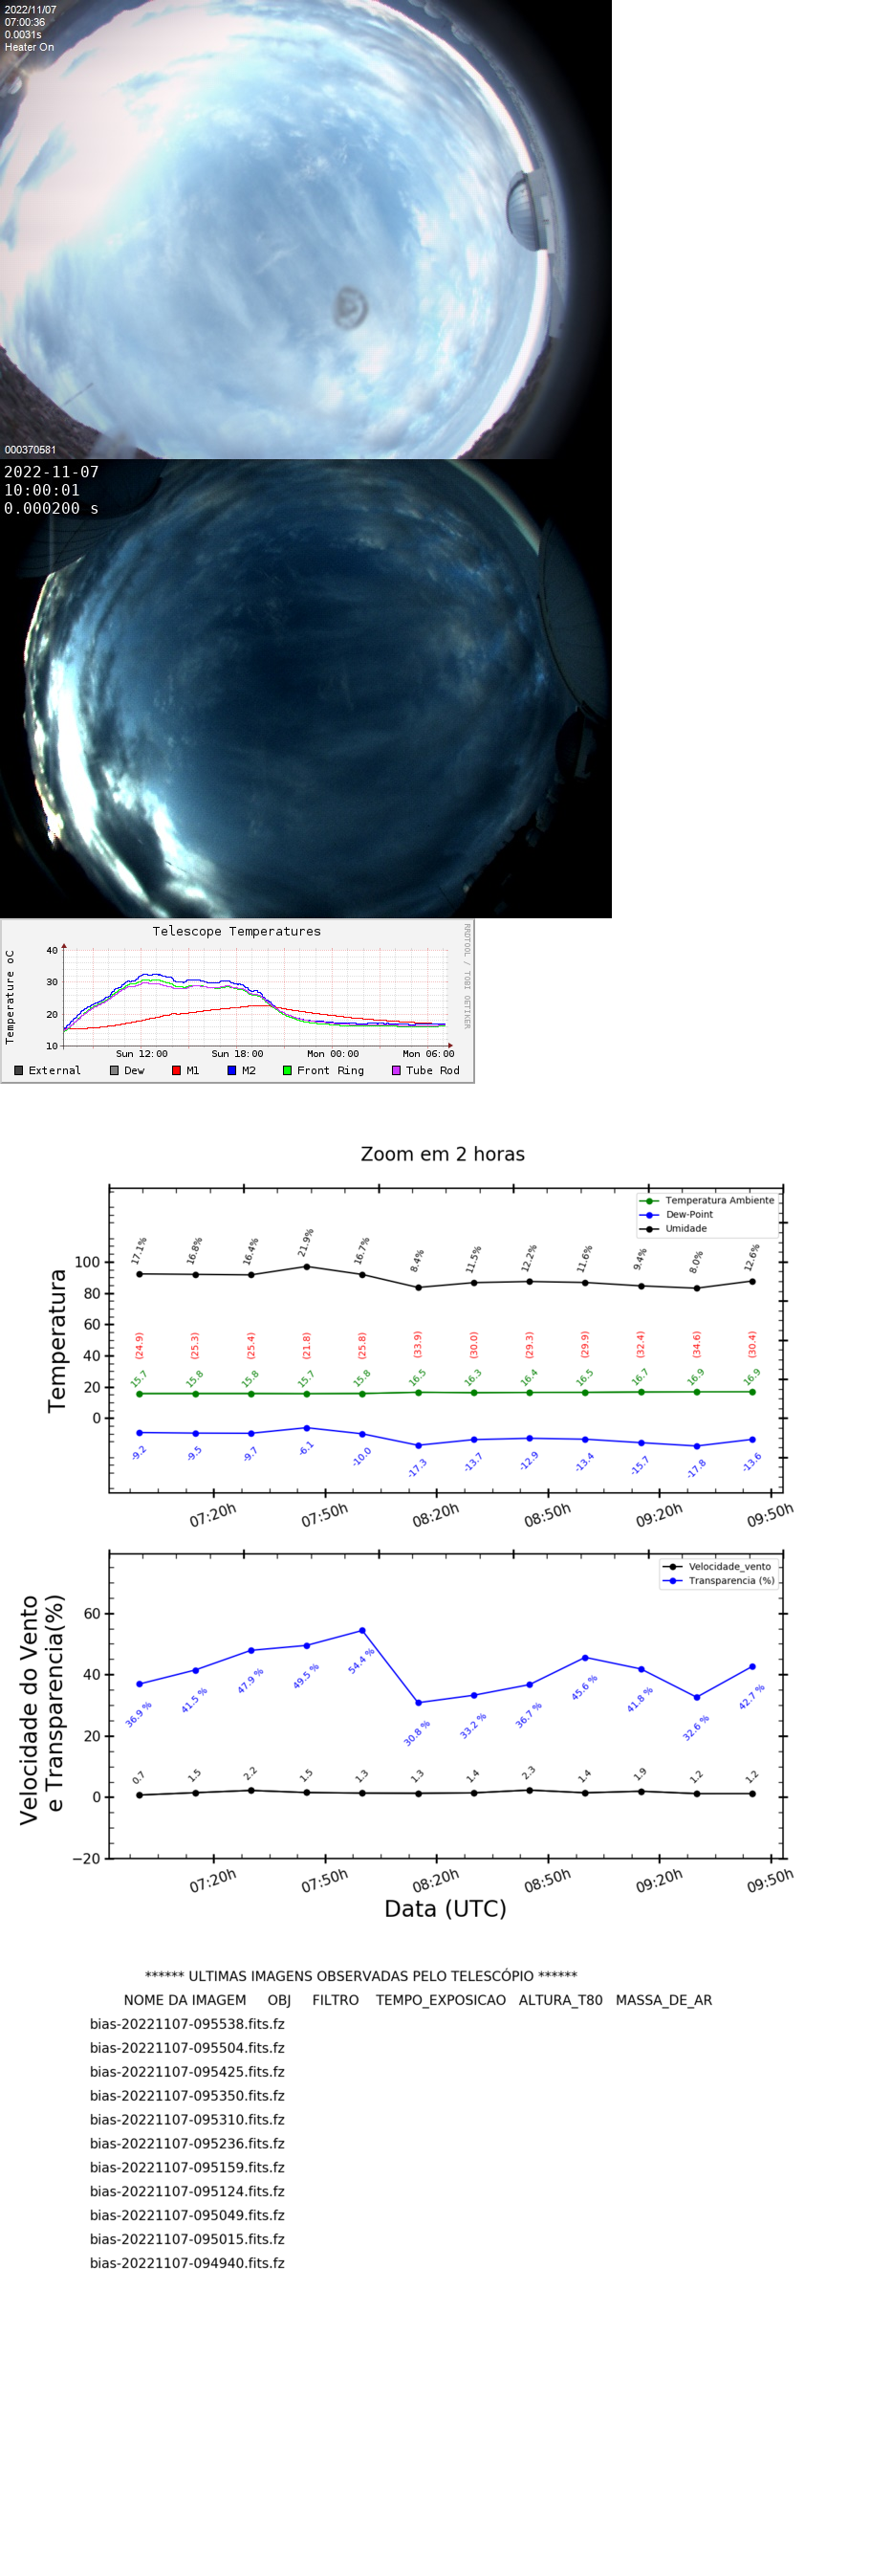 2022/11/07
07:00:36
0.0031s
Heater On
000370581
2022-11-07
10:00:01
0.000200 s
Telescope Temperatures
Temperature oC
RRDTOOL / TOBI OETIKER
40
30
20
10
Sun 12:00 Sun 18:00 Mon 00:00 Mon 06:00
External Dew M1 M2 Front Ring Tube Rod
Zoom em 2 horas
Temperatura
Temperatura Ambiente
Dew-Point
Umidade
100
80
60
40
20
0
17.1% 16.8% 16.4% 21.9% 16.7% 8.4% 11.5% 12.2% 11.6% 9.4% 8.0% 12.6%
(24.9) (25.3) (25.4) (21.8) (25.8) (33.9) (30.0) (29.3) (29.9) (32.4) (34.6) (30.4)
15.7 15.8 15.8 15.7 15.8 16.5 16.3 16.4 16.5 16.7 16.9 16.9
-9.2 -9.5 -9.7 -6.1 -10.0 -17.3 -13.7 -12.9 -13.4 -15.7 -17.8 -13.6
07:20h 07:50h 08:20h 08:50h 09:20h 09:50h
Velocidade do Vento
e Transparencia(%)
Velocidade_vento
Transparencia (%)
60
40
20
0
−20
36.9 % 41.5 % 47.9 % 49.5 % 54.4 % 30.8 % 33.2 % 36.7 % 45.6 % 41.8 % 32.6 % 42.7 %
0.7 1.5 2.2 1.5 1.3 1.3 1.4 2.3 1.4 1.9 1.2 1.2
07:20h 07:50h 08:20h 08:50h 09:20h 09:50h
Data (UTC)
****** ULTIMAS IMAGENS OBSERVADAS PELO TELESCÓPIO ******
NOME DA IMAGEM OBJ FILTRO TEMPO_EXPOSICAO ALTURA_T80 MASSA_DE_AR
bias-20221107-095538.fits.fz
bias-20221107-095504.fits.fz
bias-20221107-095425.fits.fz
bias-20221107-095350.fits.fz
bias-20221107-095310.fits.fz
bias-20221107-095236.fits.fz
bias-20221107-095159.fits.fz
bias-20221107-095124.fits.fz
bias-20221107-095049.fits.fz
bias-20221107-095015.fits.fz
bias-20221107-094940.fits.fz